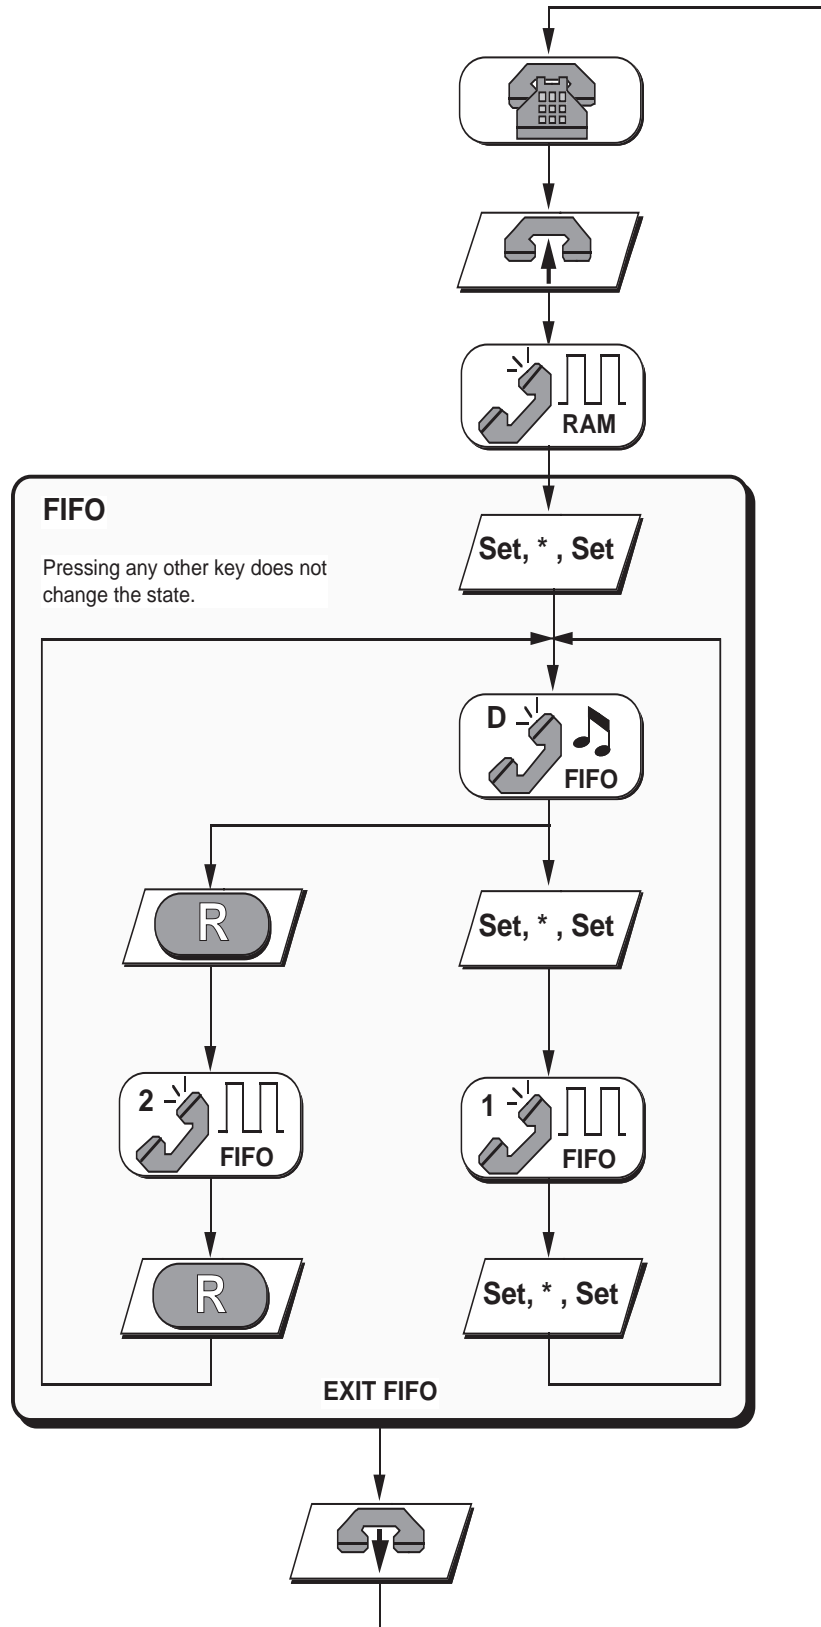 RAM
FIFO
Set, * , Set
Pressing any other key does not
change the state.
D
FIFO
R
Set, * , Set
2
FIFO
1
FIFO
R
Set, * , Set
EXIT FIFO